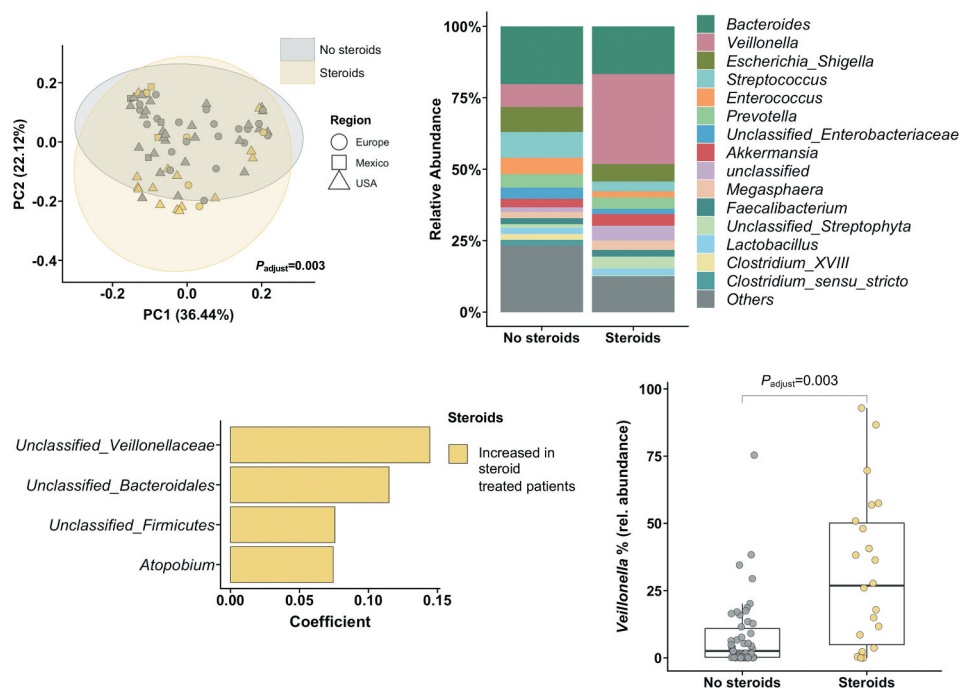 No steroids
Steroids
0.2
0.0
-0.2
-0.4
PC2 (22.12%)
-0.2
0.0
0.2
PC1 (36.44%)
Region
Europe
Mexico
USA
Padjust=0.003
100%
75%
50%
25%
0%
Relative Abundance
No steroids
Steroids
Bacteroides
Veillonella
Escherichia_Shigella
Streptococcus
Enterococcus
Prevotella
Unclassified_Enterobacteriaceae
Akkermansia
unclassified
Megasphaera
Faecalibacterium
Unclassified_Streptophyta
Lactobacillus
Clostridium_XVIII
Clostridium_sensu_stricto
Others
Unclassified_Veillonellaceae
Unclassified_Bacteroidales
Unclassified_Firmicutes
Atopobium
0.00
0.05
0.10
0.15
Coefficient
Steroids
Increased in
steroid
treated patients
Padjust=0.003
100
75
50
25
0
Veillonella % (rel. abundance)
No steroids
Steroids